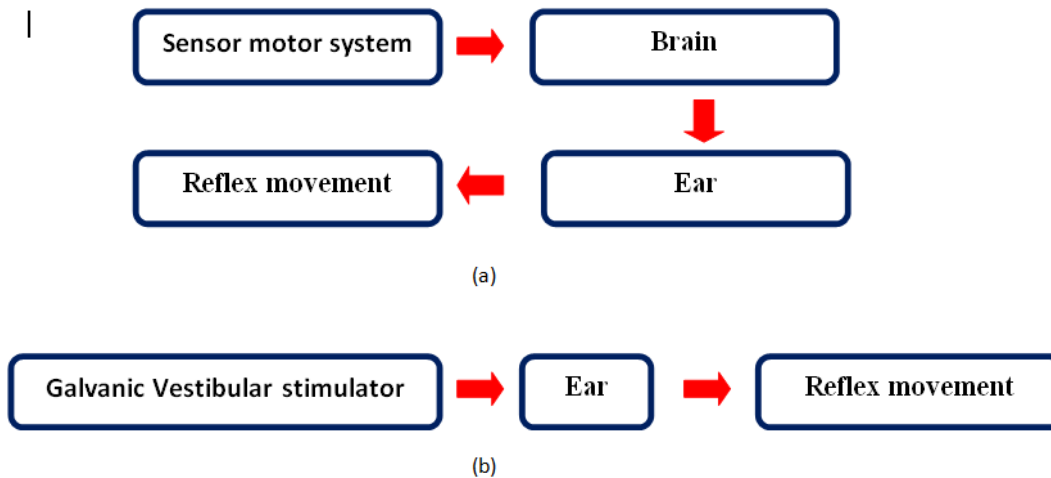 Sensor motor system
Brain
Reflex movement
Ear
(a)
Galvanic Vestibular stimulator
Ear
Reflex movement
(b)